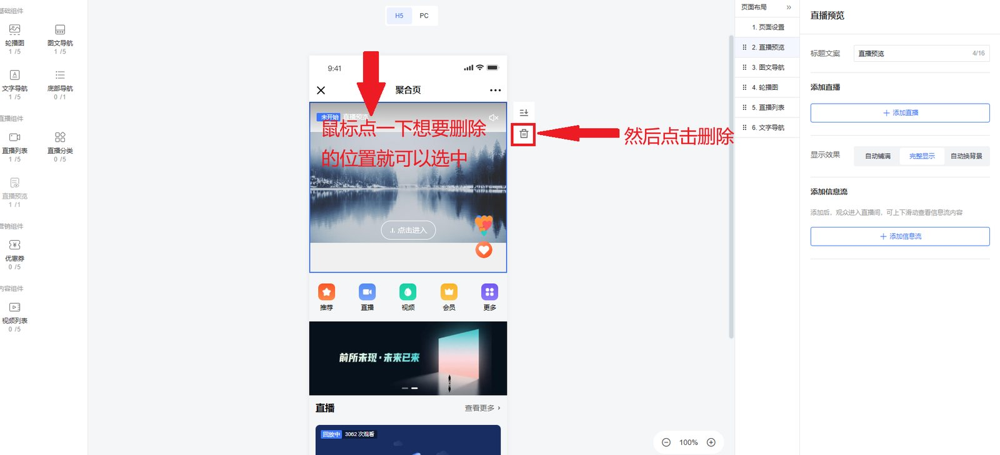 基础组件
轮播图
1 /5
图文导航
1 /5
文字导航
1 /5
底部导航
0 /1
直播组件
直播列表
1 /5
直播分类
0 /5
直播预览
1 /1
营销组件
优惠券
0 /5
内容组件
视频列表
0 /5
H5
PC
9:41
聚合页
未开始 直播预览
鼠标点一下想要删除
的位置就可以选中
点击进入
然后点击删除
推荐
直播
视频
会员
更多
前所未现·未来已来
直播
查看更多 ›
回放中 3062 次观看
100%
页面布局
1. 页面设置
2. 直播预览
3. 图文导航
4. 轮播图
5. 直播列表
6. 文字导航
直播预览
标题文案
直播预览
4/16
添加直播
+ 添加直播
显示效果
自动铺满
完整显示
自动换背景
添加信息流
添加后，观众进入直播间，可上下滑动查看信息流内容
+ 添加信息流